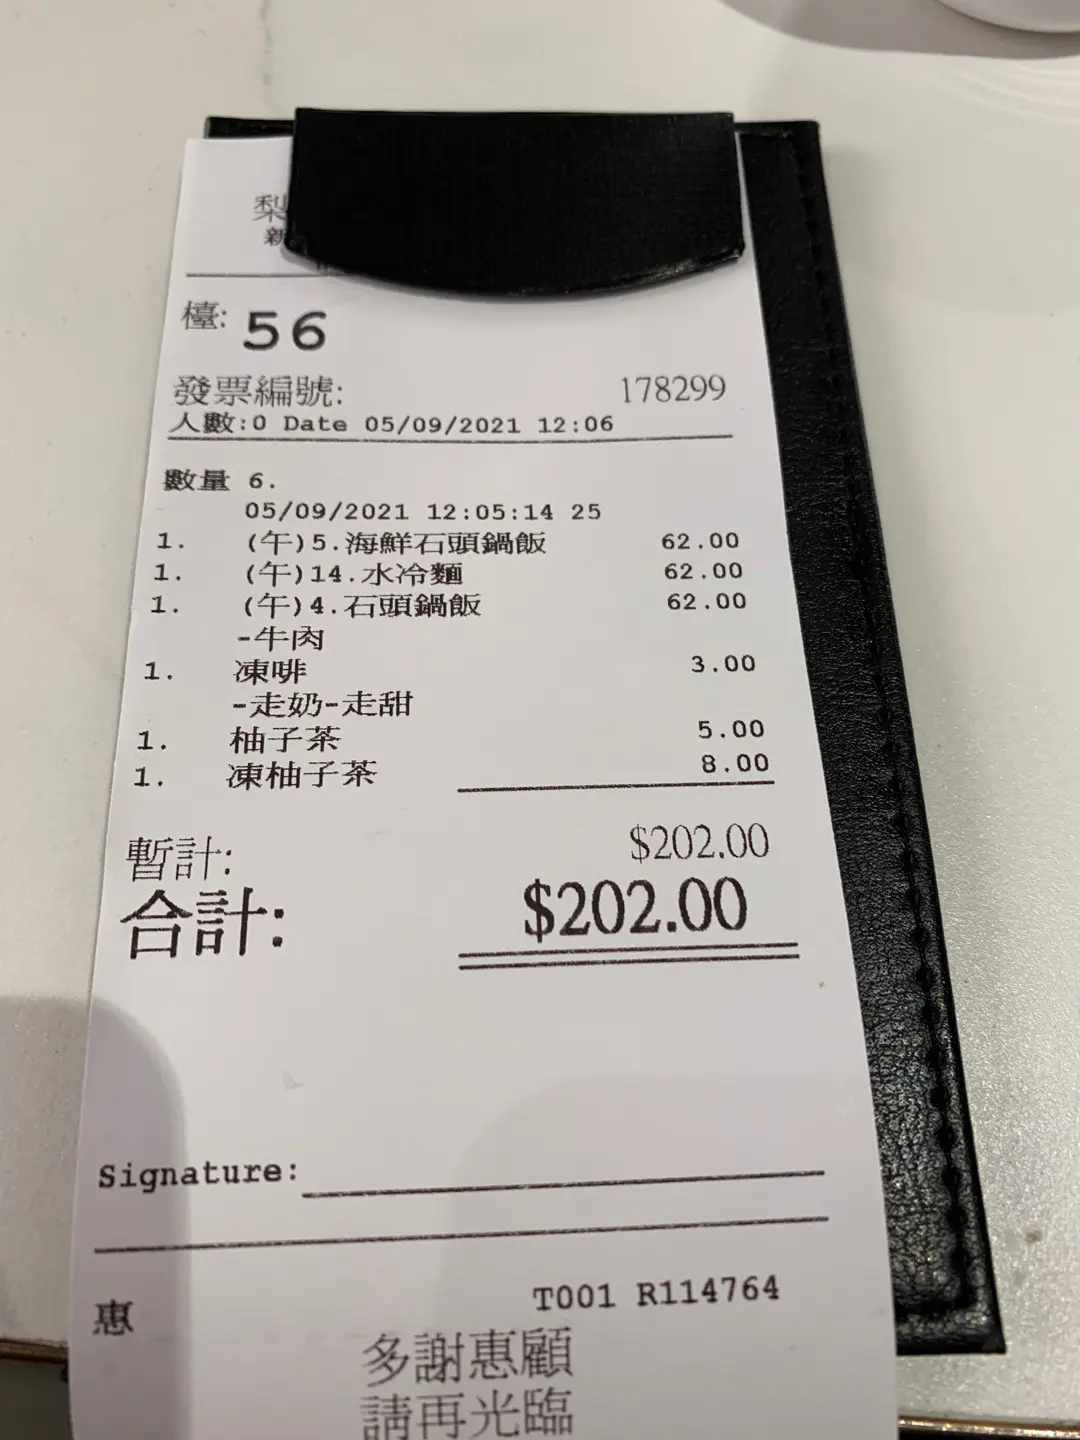 梨
新
檯: 56
發票編號: 178299
人數:0 Date 05/09/2021 12:06
數量 6.
05/09/2021 12:05:14 25
1. (午)5.海鮮石頭鍋飯 62.00
1. (午)14.水冷麵 62.00
1. (午)4.石頭鍋飯 62.00
-牛肉
1. 凍啡 3.00
-走奶-走甜
1. 柚子茶 5.00
1. 凍柚子茶 8.00
暫計: $202.00
合計: $202.00
Signature:
T001 R114764
惠
多謝惠顧
請再光臨